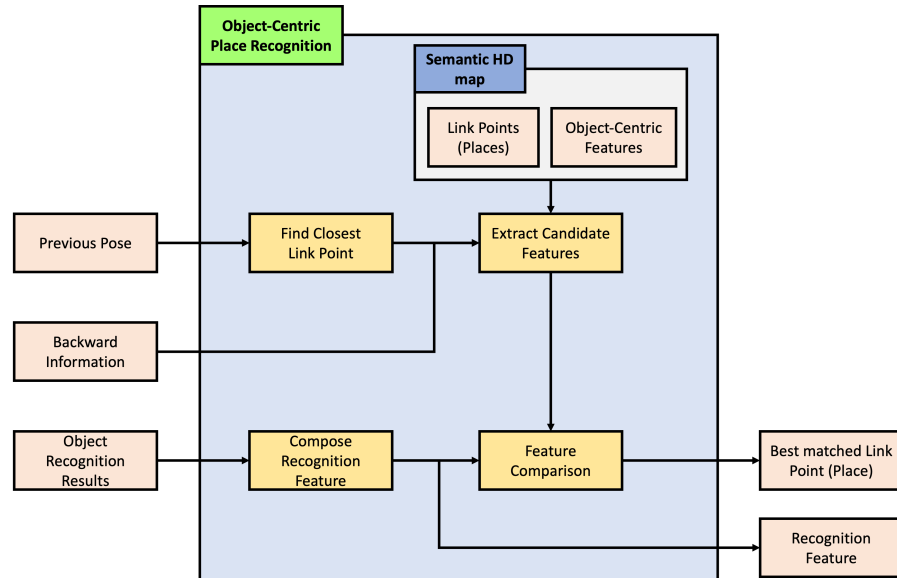 Object-Centric
Place Recognition
Semantic HD
map
Link Points
(Places)
Object-Centric
Features
Previous Pose
Find Closest
Link Point
Extract Candidate
Features
Backward
Information
Object
Recognition
Results
Compose
Recognition
Feature
Feature
Comparison
Best matched Link
Point (Place)
Recognition
Feature